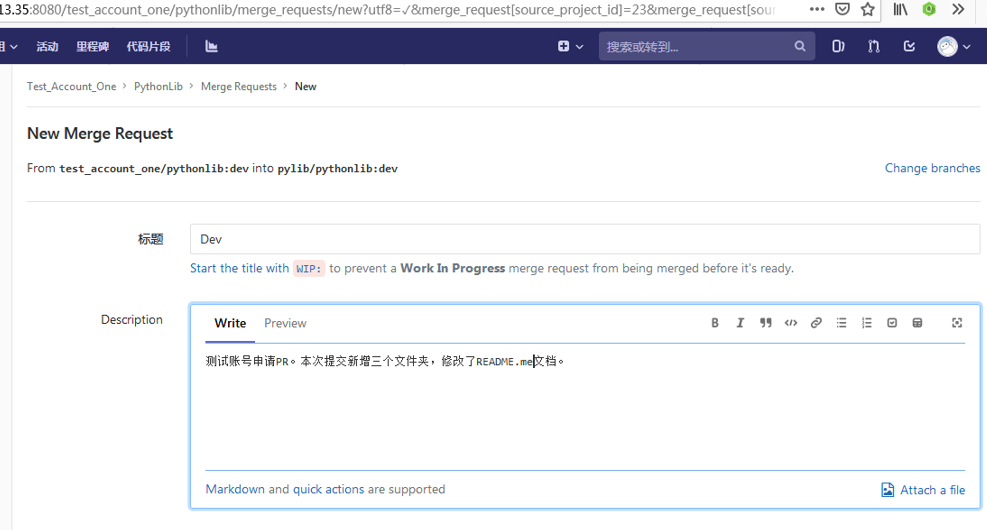 13.35:8080/test_account_one/pythonlib/merge_requests/new?utf8=✓&merge_request[source_project_id]=23&merge_request[sour
组 活动 里程碑 代码片段 搜索或转到...
Test_Account_One > PythonLib > Merge Requests > New
New Merge Request
From test_account_one/pythonlib:dev into pylib/pythonlib:dev Change branches
标题 Dev
Start the title with WIP: to prevent a Work In Progress merge request from being merged before it's ready.
Description
Write Preview
测试账号申请PR。本次提交新增三个文件夹，修改了README.me文档。
Markdown and quick actions are supported Attach a file